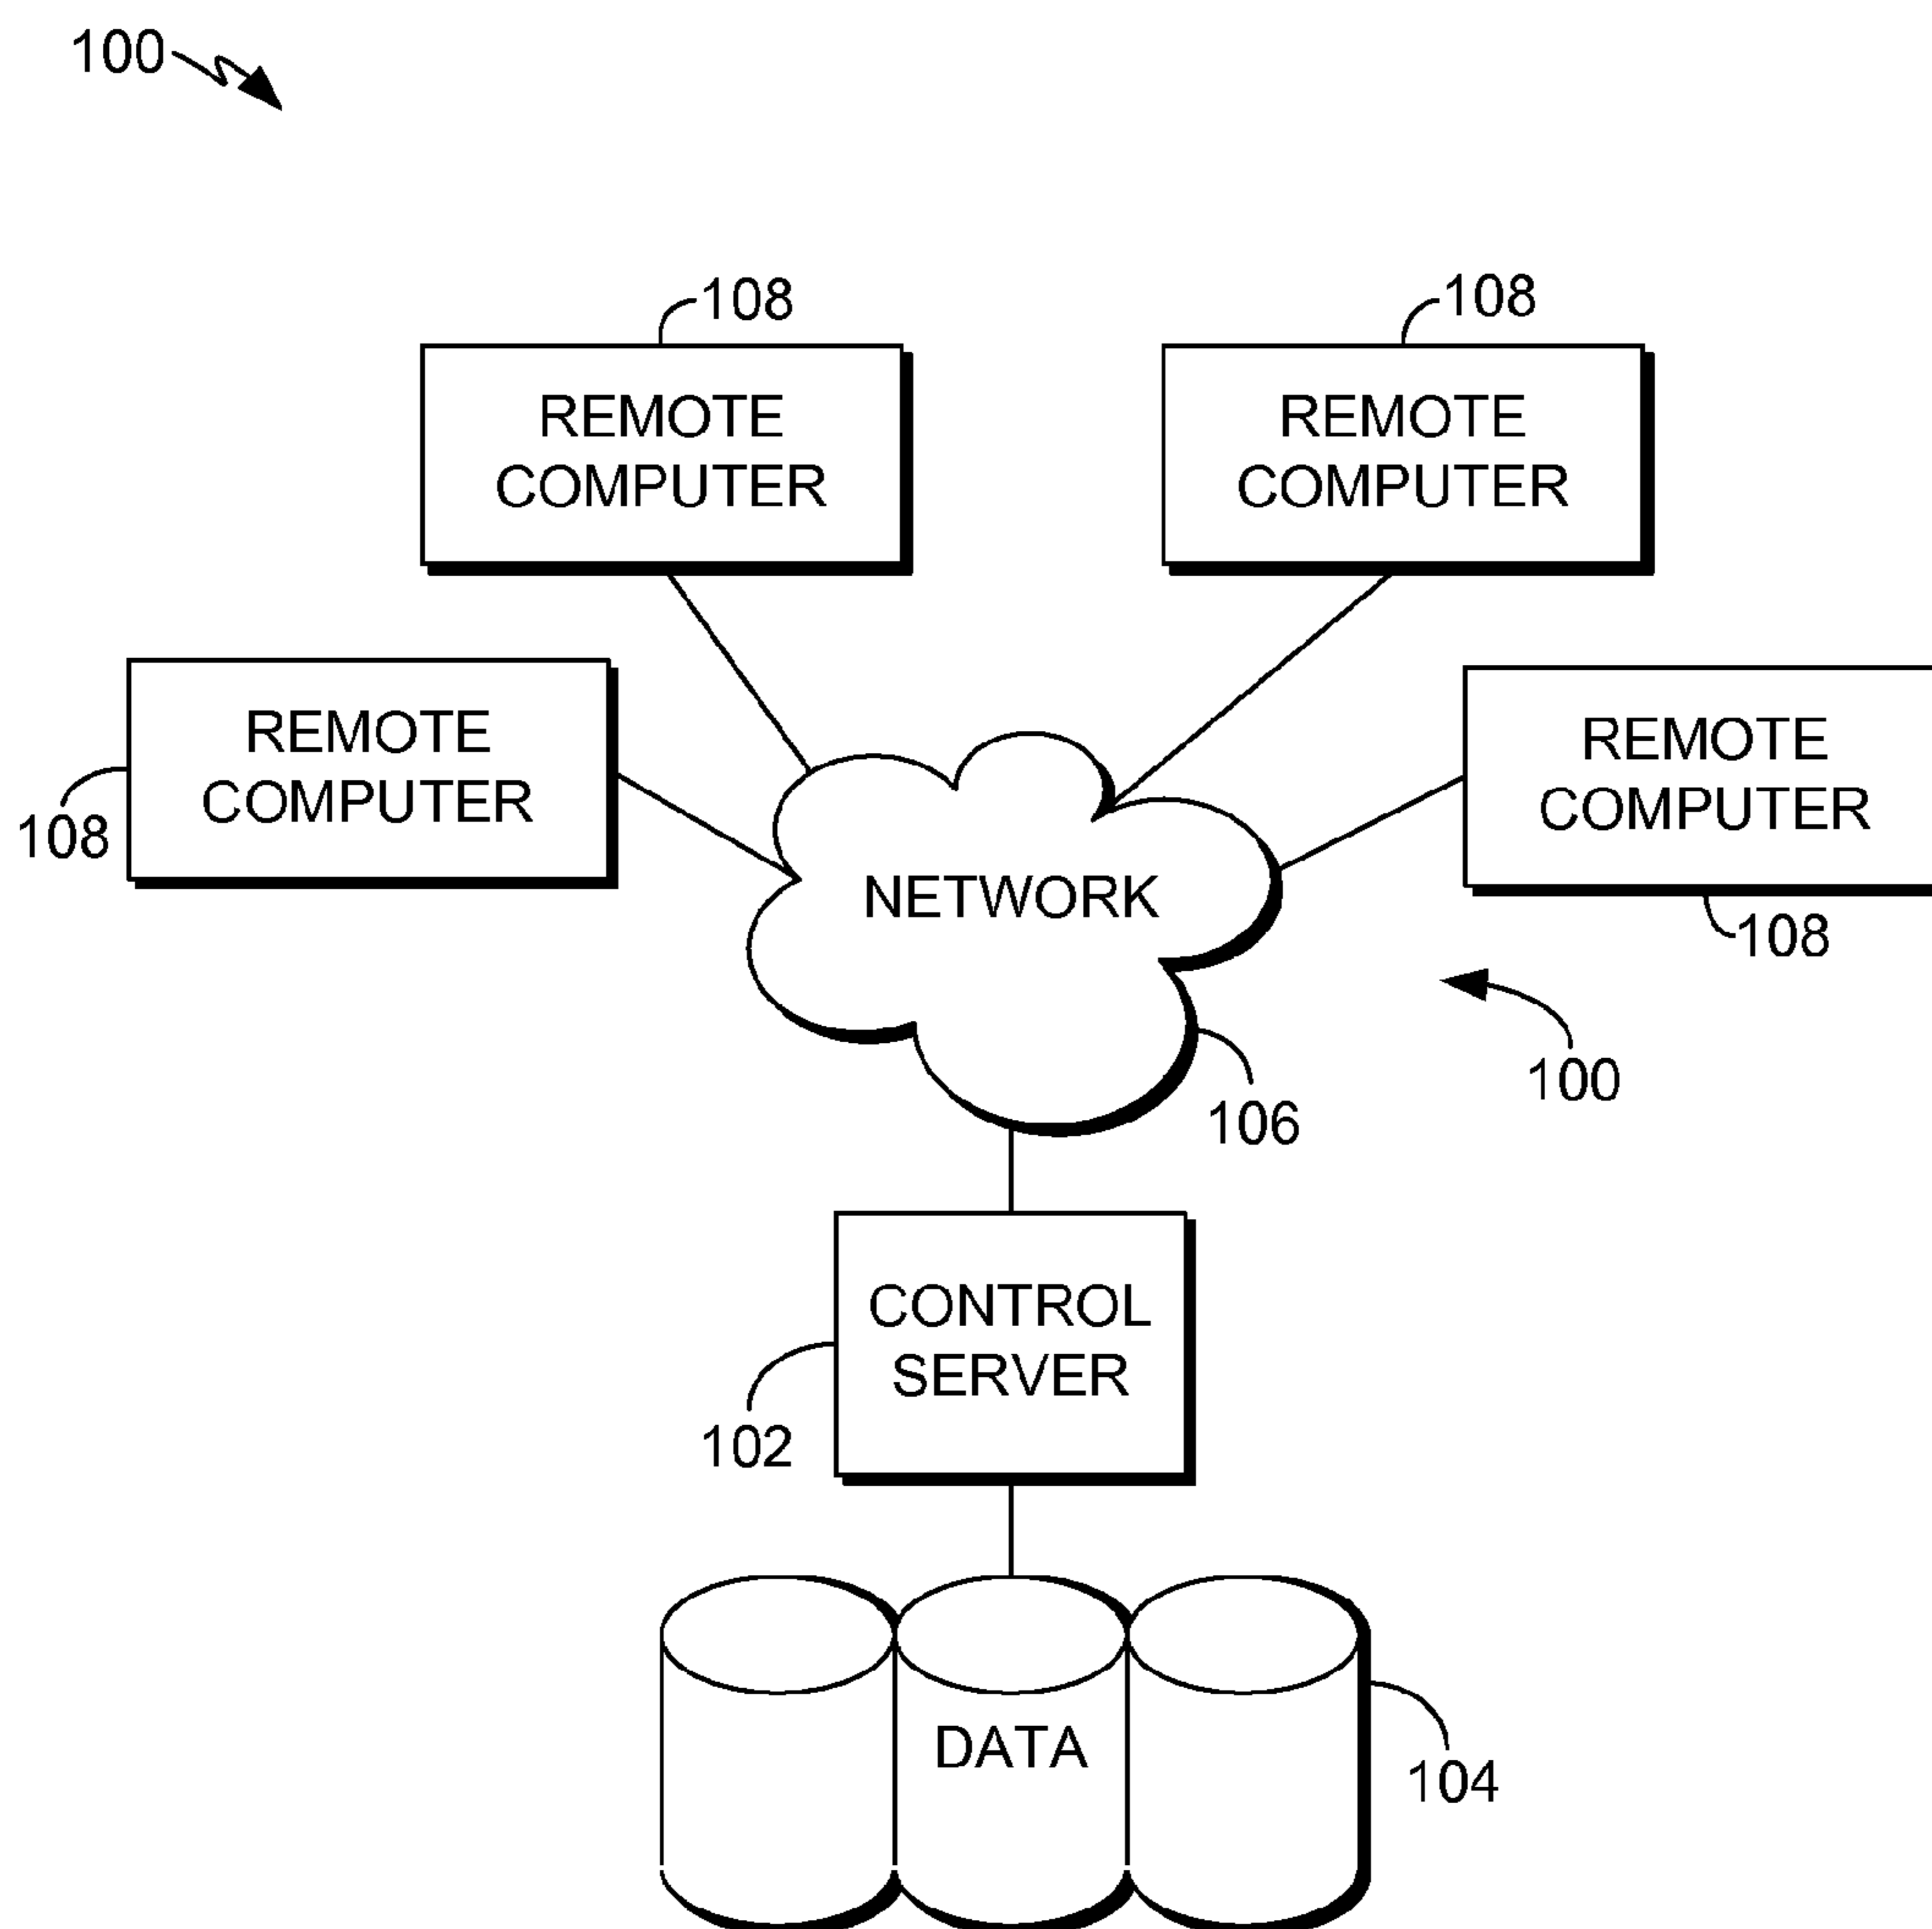 100
108
108
REMOTE
COMPUTER
REMOTE
COMPUTER
REMOTE
COMPUTER
108
REMOTE
COMPUTER
108
NETWORK
100
106
CONTROL
SERVER
102
DATA
104